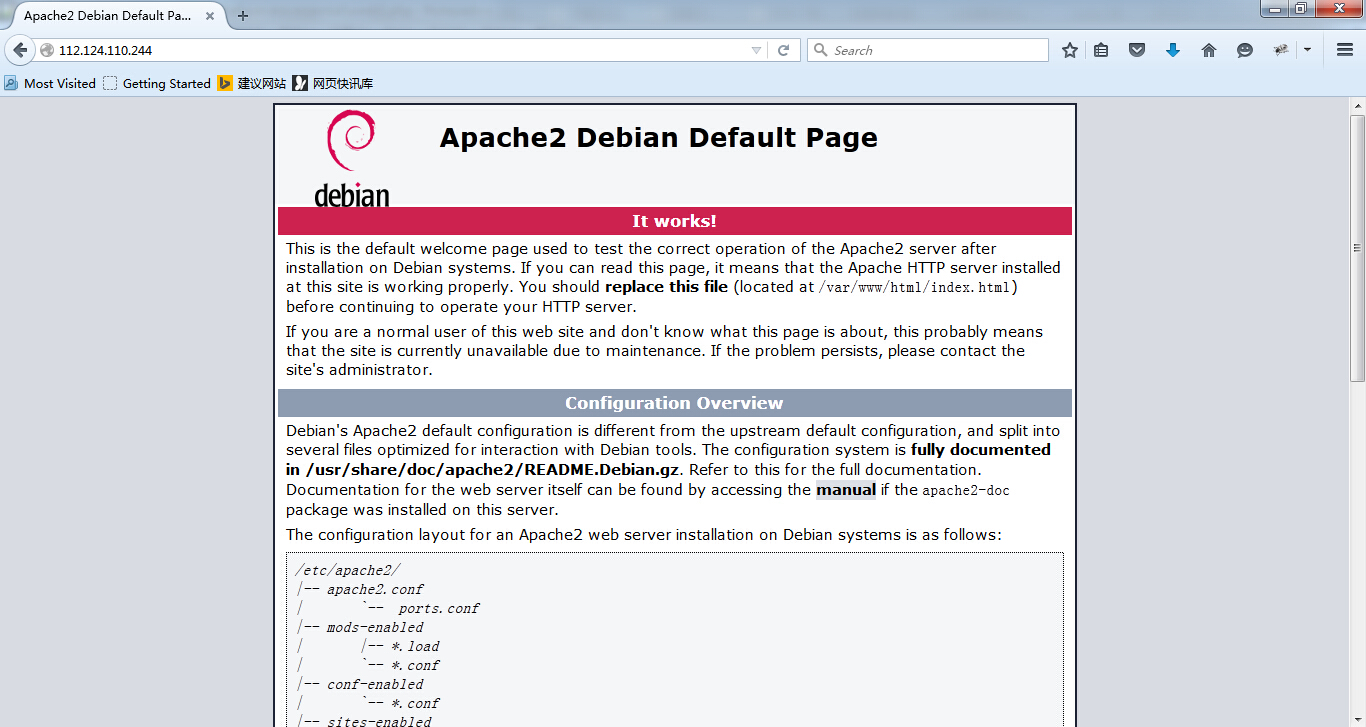 Apache2 Debian Default Pa...
112.124.110.244
Search
Most Visited
Getting Started
建议网站
网页快讯库
debian
Apache2 Debian Default Page
It works!
This is the default welcome page used to test the correct operation of the Apache2 server after
installation on Debian systems. If you can read this page, it means that the Apache HTTP server installed
at this site is working properly. You should replace this file (located at /var/www/html/index.html)
before continuing to operate your HTTP server.
If you are a normal user of this web site and don't know what this page is about, this probably means
that the site is currently unavailable due to maintenance. If the problem persists, please contact the
site's administrator.
Configuration Overview
Debian's Apache2 default configuration is different from the upstream default configuration, and split into
several files optimized for interaction with Debian tools. The configuration system is fully documented
in /usr/share/doc/apache2/README.Debian.gz. Refer to this for the full documentation.
Documentation for the web server itself can be found by accessing the manual if the apache2-doc
package was installed on this server.
The configuration layout for an Apache2 web server installation on Debian systems is as follows:
/etc/apache2/
|-- apache2.conf
|       `--  ports.conf
|-- mods-enabled
|       |-- *.load
|       `-- *.conf
|-- conf-enabled
|       `-- *.conf
|-- sites-enabled